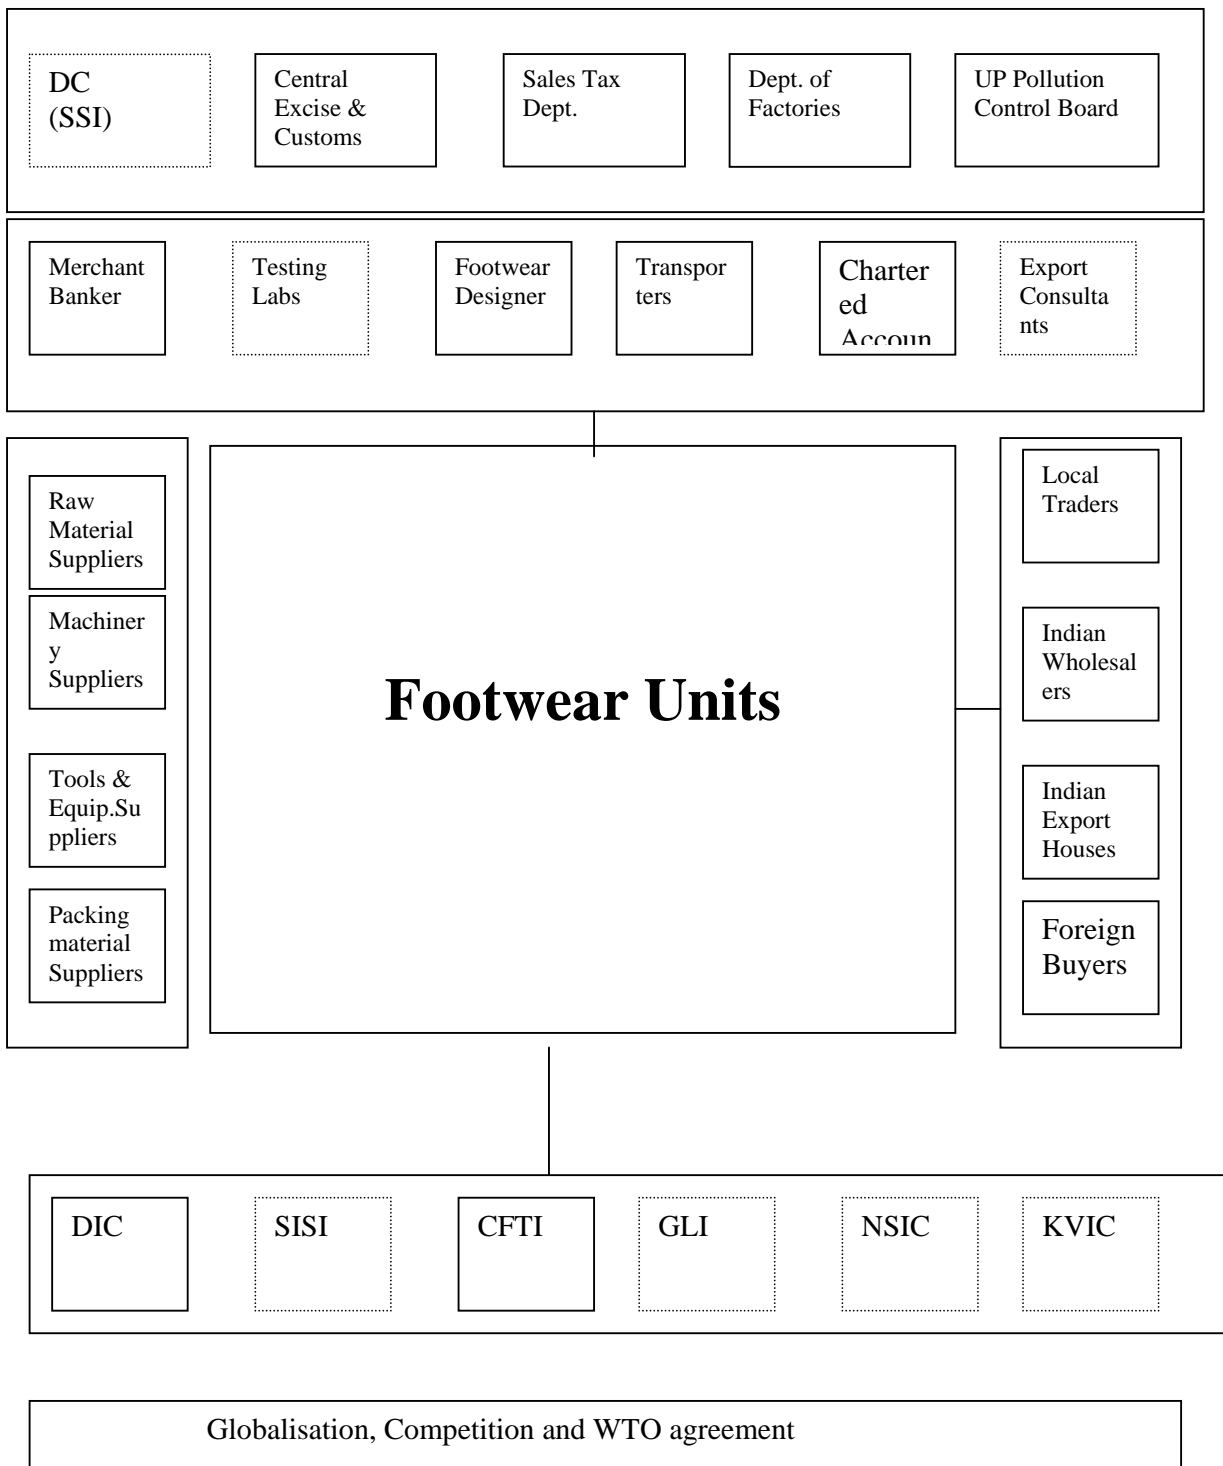 DC
(SSI)
Central
Excise &
Customs
Sales Tax
Dept.
Dept. of
Factories
UP Pollution
Control Board
Merchant
Banker
Testing
Labs
Footwear
Designer
Transpor
ters
Charter
ed
Accoun
Export
Consulta
nts
Raw
Material
Suppliers
Machiner
y
Suppliers
Tools &
Equip.Su
ppliers
Packing
material
Suppliers
Footwear Units
Local
Traders
Indian
Wholesal
ers
Indian
Export
Houses
Foreign
Buyers
DIC
SISI
CFTI
GLI
NSIC
KVIC
Globalisation, Competition and WTO agreement